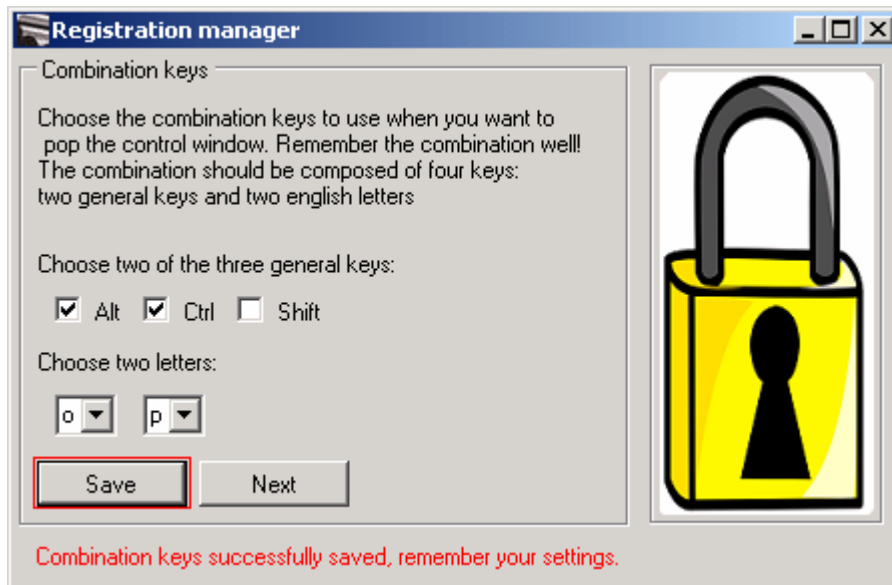 Registration manager
Combination keys
Choose the combination keys to use when you want to
pop the control window. Remember the combination well!
The combination should be composed of four keys:
two general keys and two english letters
Choose two of the three general keys:
Alt Ctrl Shift
Choose two letters:
o p
Save Next
Combination keys successfully saved, remember your settings.